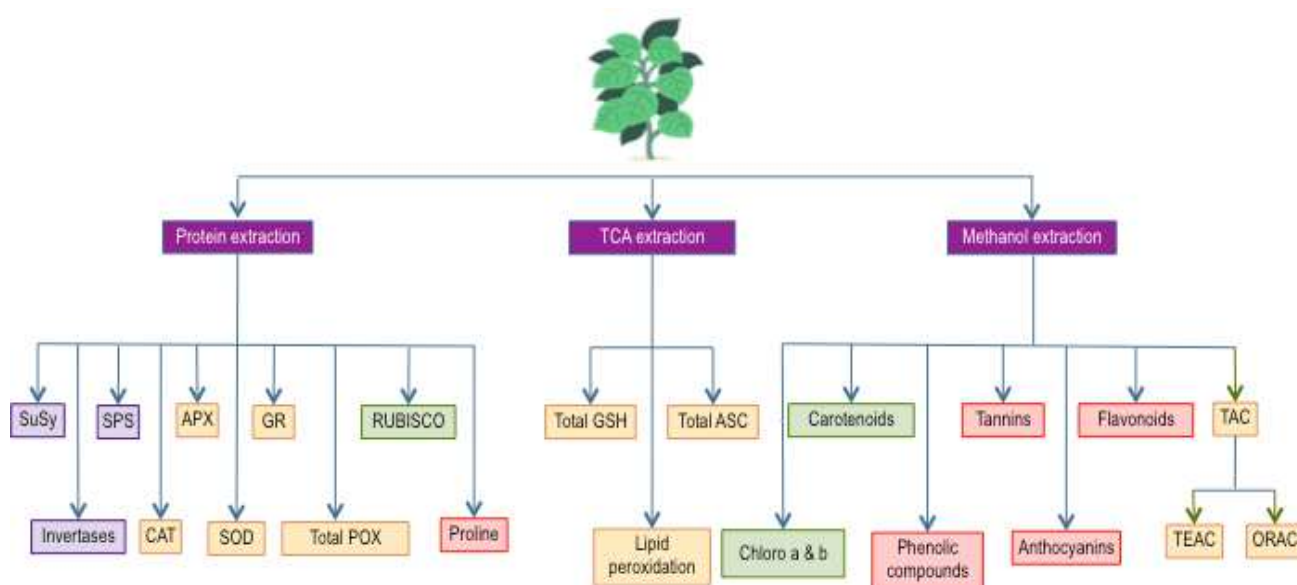 Protein extraction
TCA extraction
Methanol extraction
SuSy
SPS
APX
GR
RUBISCO
Total GSH
Total ASC
Carotenoids
Tannins
Flavonoids
TAC
Invertases
CAT
SOD
Total POX
Proline
Lipid
peroxidation
Chloro a & b
Phenolic
compounds
Anthocyanins
TEAC
ORAC